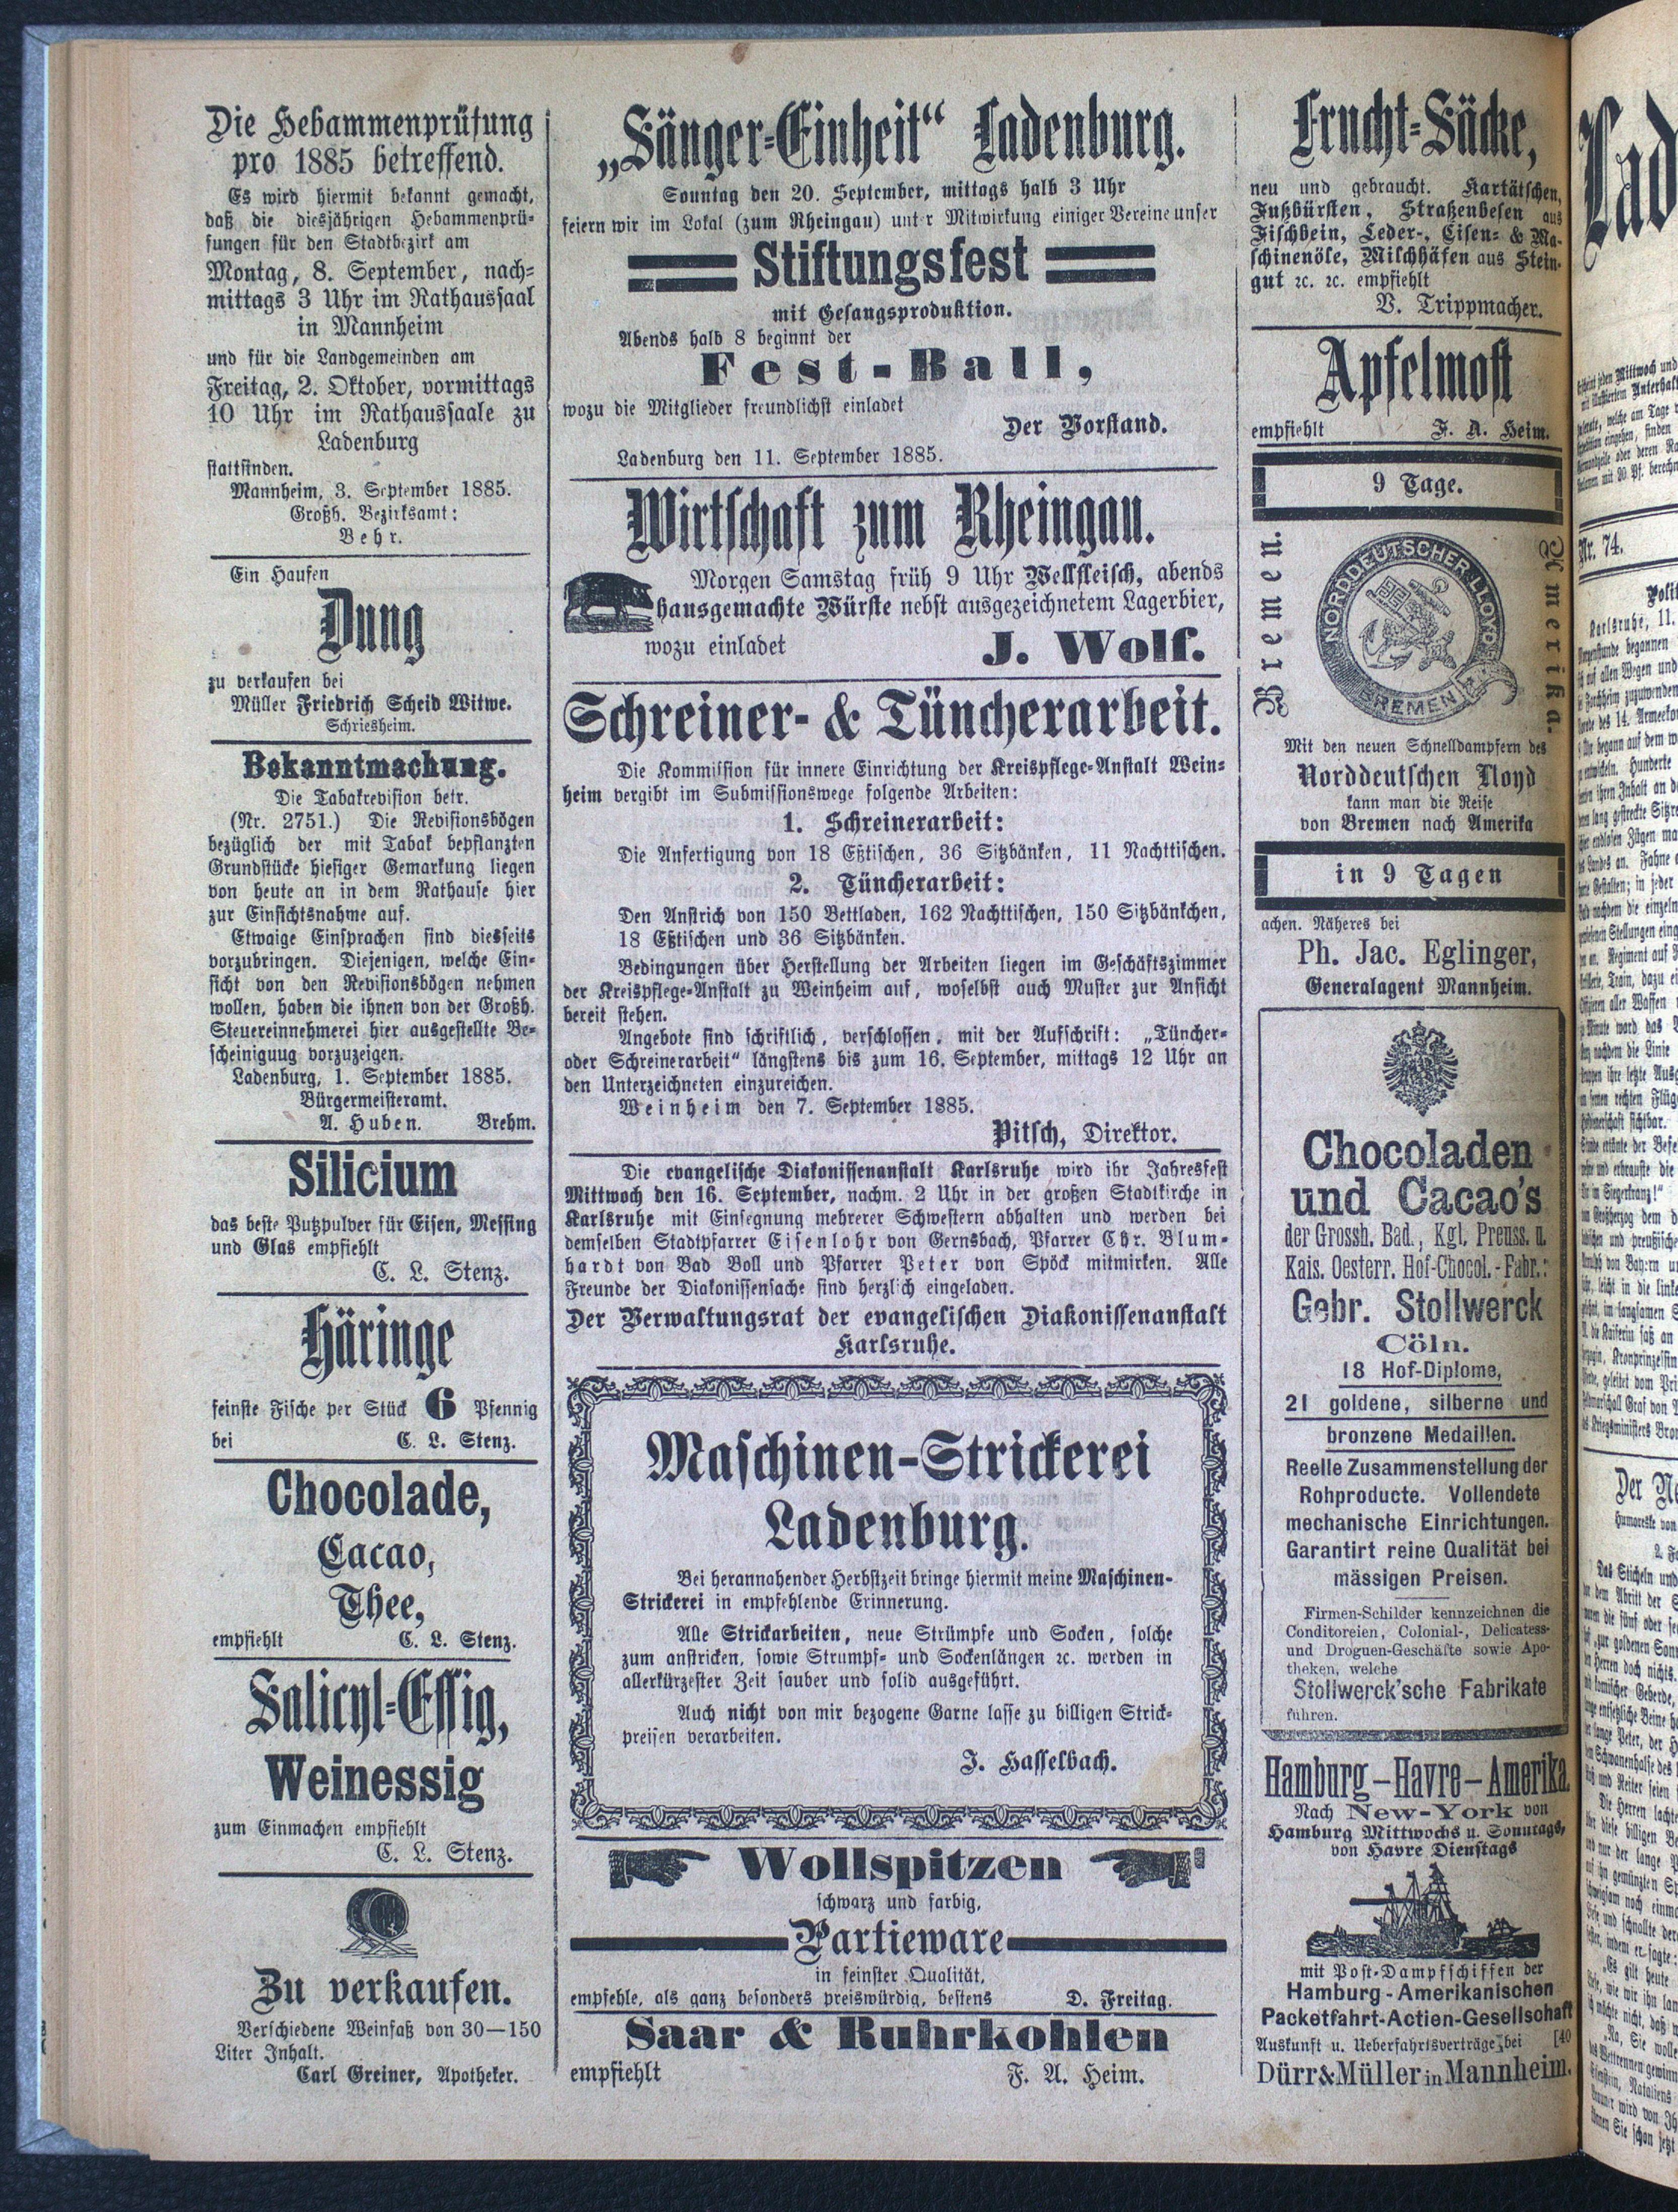 Die Hebammenprüfung
pro 1885 betreffend.
Es wird hiermit bekannt gemacht,
daß die diesjährigen Hebammenprü-
fungen für den Stadtbezirk am
Montag, 8. September, nach-
mittags 3 Uhr im Rathaussaal
in Mannheim
und für die Landgemeinden am
Freitag, 2. Oktober, vormittags
10 Uhr im Rathaussaale zu
Ladenburg
stattfinden.
Mannheim, 3. September 1885.
Großh. Bezirksamt:
Behr.
Ein Haufen
Dung
zu verkaufen bei
Müller Friedrich Scheid Witwe.
Schriesheim.
Bekanntmachung.
Die Tabakrevision betr.
(Nr. 2751.) Die Revisionsbögen
bezüglich der mit Tabak bepflanzten
Grundstücke hiesiger Gemarkung liegen
von heute an in dem Rathause hier
zur Einsichtsnahme auf.
Etwaige Einsprachen sind diesseits
vorzubringen. Diejenigen, welche Ein-
sicht von den Revisionsbögen nehmen
wollen, haben die ihnen von der Großh.
Steuereinnehmerei hier ausgestellte Be-
scheiniguug vorzuzeigen.
Ladenburg, 1. September 1885.
Bürgermeisteramt.
A. Huben. Brehm.
Silicium
das beste Putzpulver für Eisen, Messing
und Glas empfiehlt
C. L. Stenz.
Häringe
feinste Fische per Stück 6 Pfennig
bei C. L. Stenz.
Chocolade,
Cacao,
Thee,
empfiehlt C. L. Stenz.
Salicyl-Essig,
Weinessig
zum Einmachen empfiehlt
C. L. Stenz.
Zu verkaufen.
Verschiedene Weinfaß von 30—150
Liter Inhalt.
Carl Greiner, Apotheker.
„Sänger-Einheit“ Ladenburg.
Sonntag den 20. September, mittags halb 3 Uhr
feiern wir im Lokal (zum Rheingau) unter Mitwirkung einiger Vereine unser
Stiftungsfest
mit Gesangsproduktion.
Abends halb 8 beginnt der
Fest-Ball,
wozu die Mitglieder freundlichst einladet
Der Vorstand.
Ladenburg den 11. September 1885.
Wirtschaft zum Rheingau.
Morgen Samstag früh 9 Uhr Wellfleisch, abends
hausgemachte Würste nebst ausgezeichnetem Lagerbier,
wozu einladet J. Wolf.
Schreiner- & Tüncherarbeit.
Die Kommission für innere Einrichtung der Kreispflege-Anstalt Wein-
heim vergibt im Submissionswege folgende Arbeiten:
1. Schreinerarbeit:
Die Anfertigung von 18 Eßtischen, 36 Sitzbänken, 11 Nachttischen.
2. Tüncherarbeit:
Den Anstrich von 150 Bettladen, 162 Nachttischen, 150 Sitzbänkchen,
18 Eßtischen und 36 Sitzbänken.
Bedingungen über Herstellung der Arbeiten liegen im Geschäftszimmer
der Kreispflege-Anstalt zu Weinheim auf, woselbst auch Muster zur Ansicht
bereit stehen.
Angebote sind schriftlich, verschlossen, mit der Aufschrift: „Tüncher-
oder Schreinerarbeit“ längstens bis zum 16. September, mittags 12 Uhr an
den Unterzeichneten einzureichen.
Weinheim den 7. September 1885.
Pitsch, Direktor.
Die evangelische Diakonissenanstalt Karlsruhe wird ihr Jahresfest
Mittwoch den 16. September, nachm. 2 Uhr in der großen Stadtkirche in
Karlsruhe mit Einsegnung mehrerer Schwestern abhalten und werden bei
demselben Stadtpfarrer Eisenlohr von Gernsbach, Pfarrer Chr. Blum-
hardt von Bad Boll und Pfarrer Peter von Spöck mitwirken. Alle
Freunde der Diakonissensache sind herzlich eingeladen.
Der Verwaltungsrat der evangelischen Diakonissenanstalt
Karlsruhe.
Maschinen-Strickerei
Ladenburg.
Bei herannahender Herbstzeit bringe hiermit meine Maschinen-
Strickerei in empfehlende Erinnerung.
Alle Strickarbeiten, neue Strümpfe und Socken, solche
zum anstricken, sowie Strumpf- und Sockenlängen ꝛc. werden in
allerkürzester Zeit sauber und solid ausgeführt.
Auch nicht von mir bezogene Garne lasse zu billigen Strick-
preisen verarbeiten.
J. Hasselbach.
Wollspitzen
schwarz und farbig,
Partieware
in feinster Qualität,
empfehle, als ganz besonders preiswürdig, bestens D. Freitag.
Saar & Ruhrkohlen
empfiehlt F. A. Heim.
Frucht-Säcke,
neu und gebraucht. Kartätschen,
Fußbürsten, Straßenbesen aus
Fischbein, Leder-, Eisen- & Ma-
schinenöle, Milchhäfen aus Stein-
gut ꝛc. ꝛc. empfiehlt
V. Trippmacher.
Apfelmost
empfiehlt F. A. Heim.
9 Tage.
Bremen.
NORDDEUTSCHER LLOYD
BREMEN
Amerika.
Mit den neuen Schnelldampfern des
Norddeutschen Lloyd
kann man die Reise
von Bremen nach Amerika
in 9 Tagen
achen. Näheres bei
Ph. Jac. Eglinger,
Generalagent Mannheim.
Chocoladen
und Cacao's
der Grossh. Bad., Kgl. Preuss. u.
Kais. Oesterr. Hof-Chocol.-Fabr.:
Gebr. Stollwerck
Cöln.
18 Hof-Diplome,
21 goldene, silberne und
bronzene Medaillen.
Reelle Zusammenstellung der
Rohproducte. Vollendete
mechanische Einrichtungen.
Garantirt reine Qualität bei
mässigen Preisen.
Firmen-Schilder kennzeichnen die
Conditoreien, Colonial-, Delicatess-
und Droguen-Geschäfte sowie Apo-
theken, welche
Stollwerck'sche Fabrikate
führen.
Hamburg–Havre–Amerika.
Nach New-York von
Hamburg Mittwochs u. Sonntags,
von Havre Dienstags
mit Post-Dampfschiffen der
Hamburg-Amerikanischen
Packetfahrt-Actien-Gesellschaft
Auskunft u. Ueberfahrtsverträge bei [40
Dürr & Müller in Mannheim.
Lad
Nr. 74.